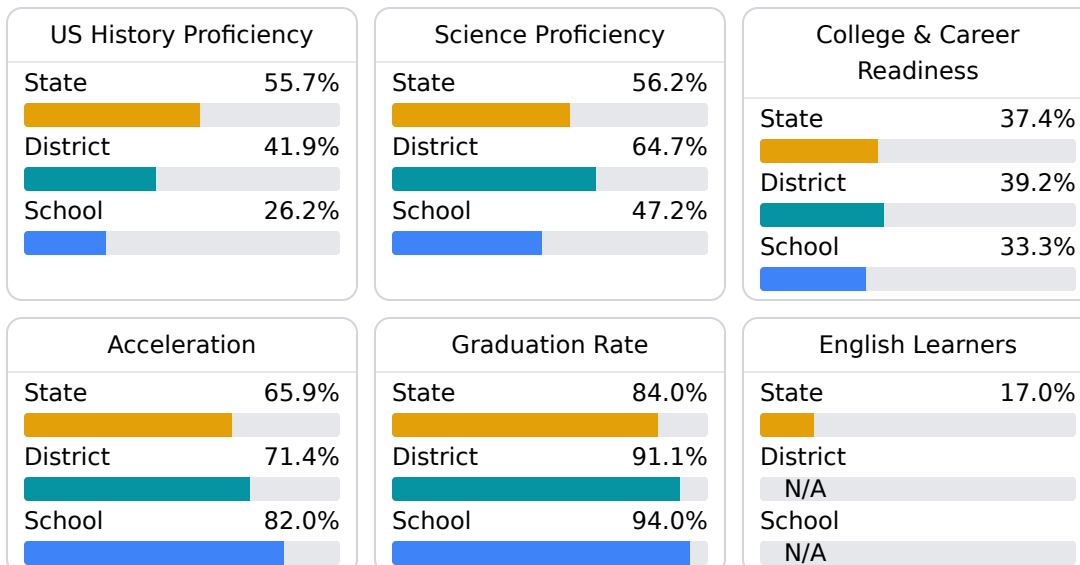 US History Proficiency
State 55.7%
District 41.9%
School 26.2%
Science Proficiency
State 56.2%
District 64.7%
School 47.2%
College & Career
Readiness
State 37.4%
District 39.2%
School 33.3%
Acceleration
State 65.9%
District 71.4%
School 82.0%
Graduation Rate
State 84.0%
District 91.1%
School 94.0%
English Learners
State 17.0%
District
N/A
School
N/A